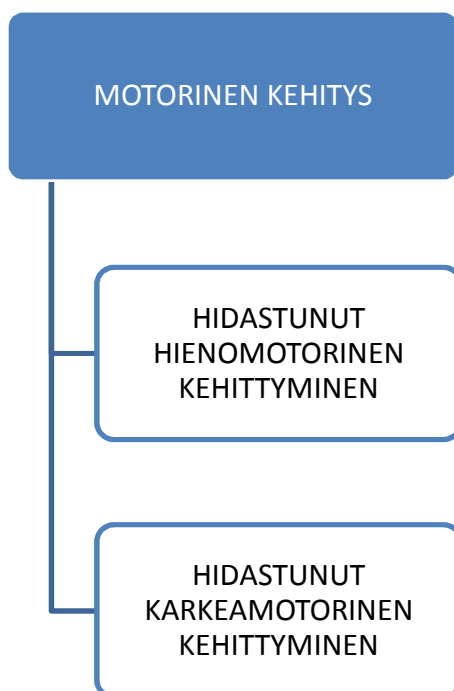 MOTORINEN KEHITYS
HIDASTUNUT
HIENOMOTORINEN
KEHITTYMINEN
HIDASTUNUT
KARKEAMOTORINEN
KEHITTYMINEN